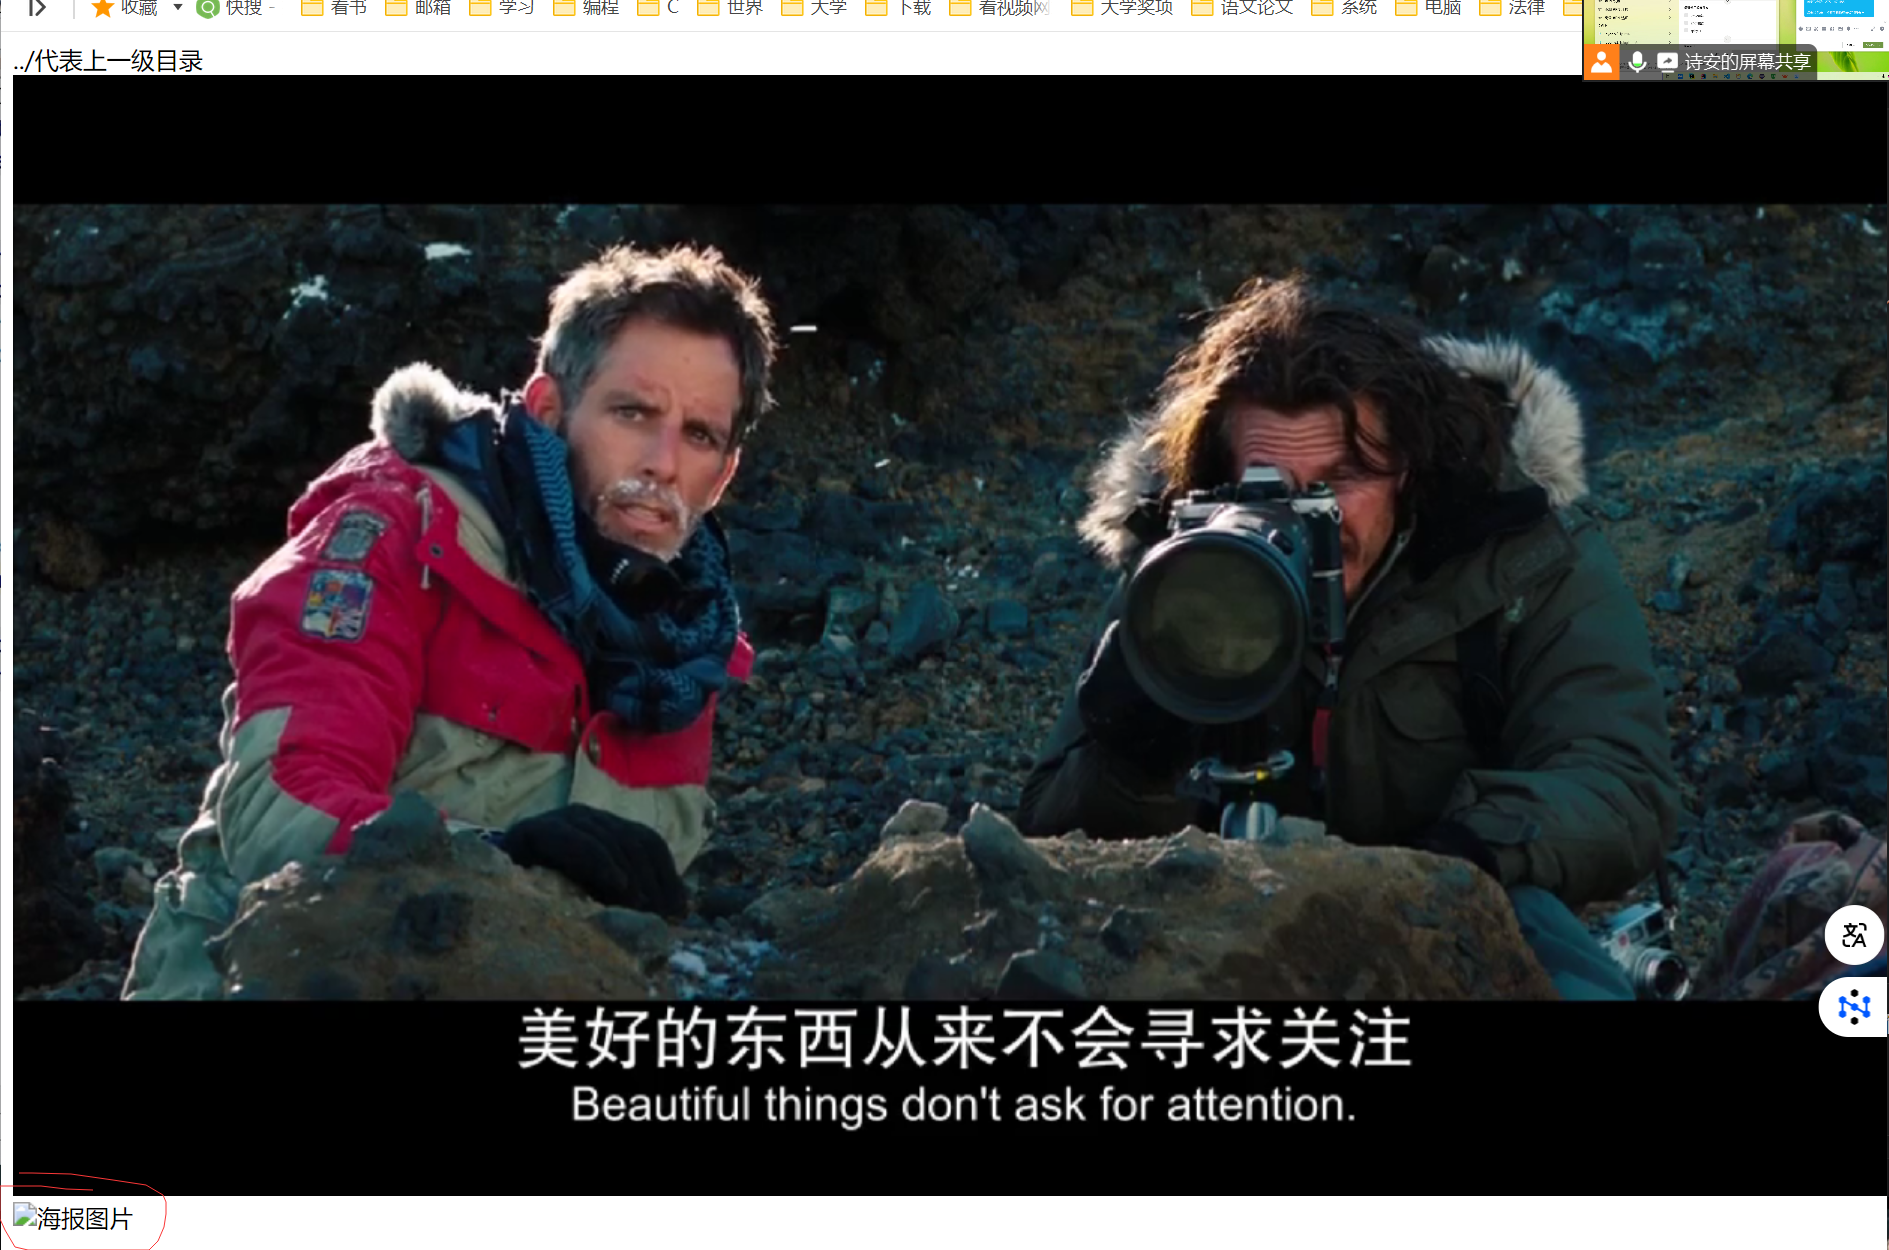 收藏 快搜 看书 邮箱 学习 编程 C 世界 大学 下载 看视频网 大学奖项 语文论文 系统 电脑 法律
../代表上一级目录
诗安的屏幕共享
美好的东西从来不会寻求关注
Beautiful things don't ask for attention.
海报图片